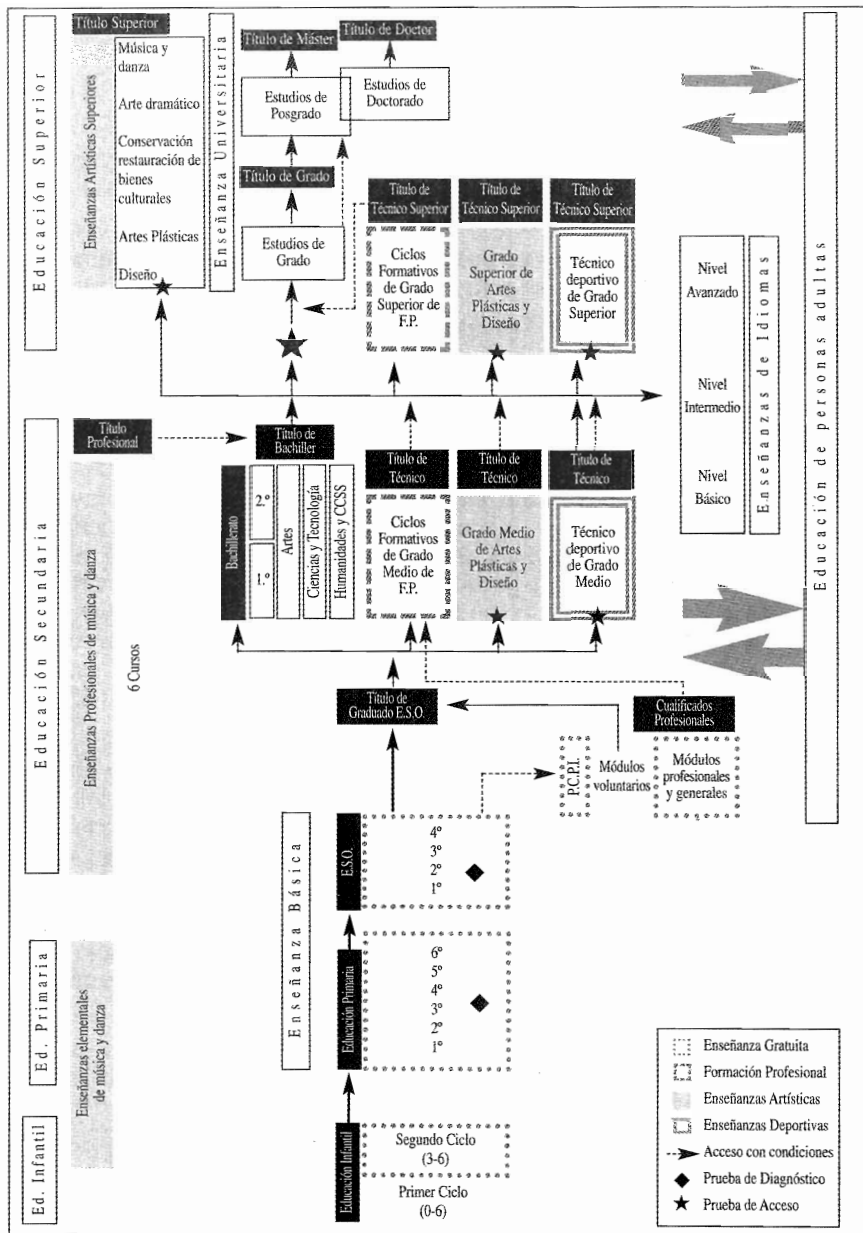 Educación Superior
Título Superior
Enseñanzas Artísticas Superiores
Música y
danza
Arte dramático
Conservación
restauración de
bienes
culturales
Artes Plásticas
Diseño
Enseñanza Universitaria
Título de Máster
Título de Doctor
Estudios de
Posgrado
Estudios de
Doctorado
Título de Grado
Estudios de
Grado
Título de
Técnico Superior
Título de
Técnico Superior
Título de
Técnico Superior
Ciclos
Formativos
de Grado
Superior de
F.P.
Grado
Superior de
Artes
Plásticas y
Diseño
Técnico
deportivo
de Grado
Superior
Nivel
Avanzado
Nivel
Intermedio
Nivel
Básico
Enseñanzas de Idiomas
Educación de personas adultas
Educación Secundaria
Título
Profesional
Enseñanzas Profesionales de música y danza
6 Cursos
Título de
Bachiller
Bachillerato
2.º
1.º
Artes
Ciencias y Tecnología
Humanidades y CCSS
Título de
Técnico
Título de
Técnico
Título de
Técnico
Ciclos
Formativos
de Grado
Medio de
F.P.
Grado Medio
de Artes
Plásticas y
Diseño
Técnico
deportivo
de Grado
Medio
Título de
Graduado E.S.O.
Cualificados
Profesionales
P.C.P.I.
Módulos
voluntarios
Módulos
profesionales
y generales
Enseñanza Básica
E.S.O.
4º
3º
2º
1º
Ed. Primaria
Enseñanzas elementales
de música y danza
Educación Primaria
6º
5º
4º
3º
2º
1º
Ed. Infantil
Educación Infantil
Segundo Ciclo
(3-6)
Primer Ciclo
(0-6)
Enseñanza Gratuita
Formación Profesional
Enseñanzas Artísticas
Enseñanzas Deportivas
Acceso con condiciones
Prueba de Diagnóstico
Prueba de Acceso